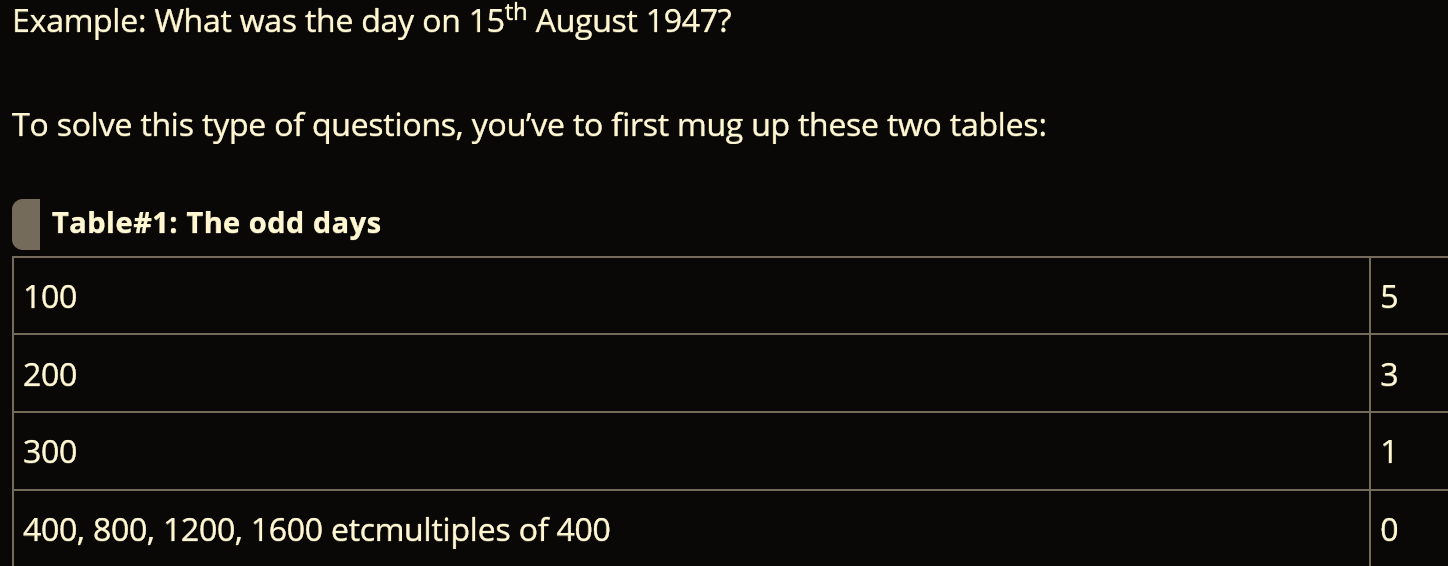 Example: What was the day on 15th August 1947?
To solve this type of questions, you’ve to first mug up these two tables:
Table#1: The odd days
100 5
200 3
300 1
400, 800, 1200, 1600 etcmultiples of 400 0